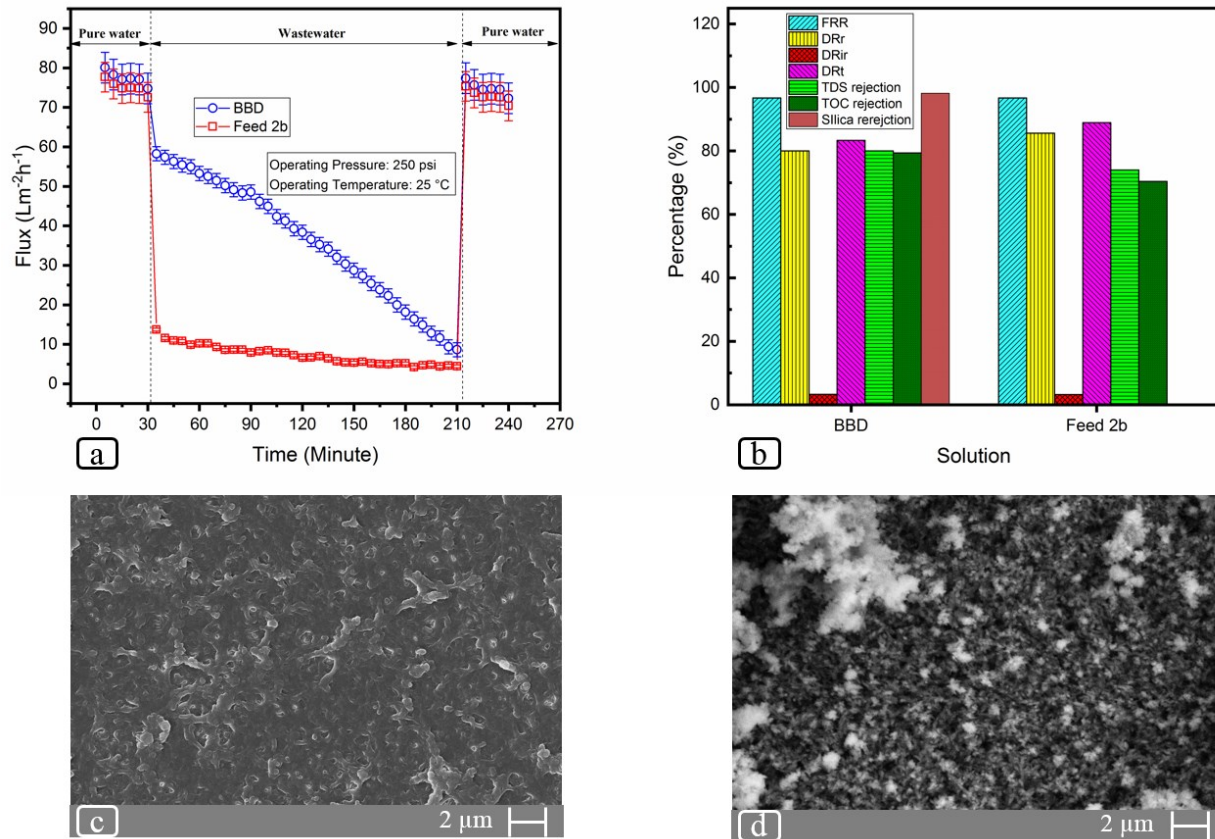 Pure water
Wastewater
Pure water
BBD
Feed 2b
Operating Pressure: 250 psi
Operating Temperature: 25 °C
Flux (Lm-2h-1)
90
85
80
70
60
50
40
30
20
10
0
0
30
60
90
120
150
180
210
240
270
Time (Minute)
a
FRR
DRr
DRir
DRt
TDS rejection
TOC rejection
SIlica rerejction
Percentage (%)
120
100
80
60
40
20
0
BBD
Feed 2b
Solution
b
c
2 μm
d
2 μm